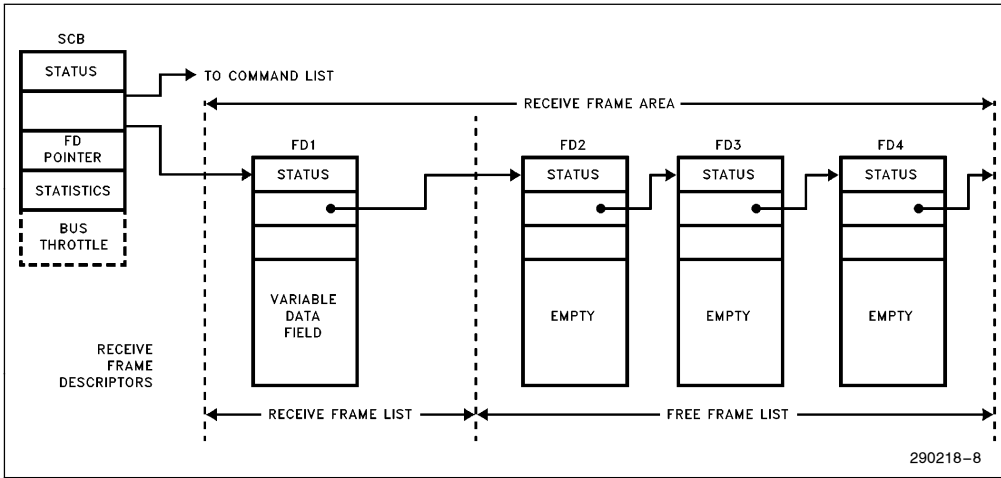 SCB
STATUS
TO COMMAND LIST
RECEIVE FRAME AREA
FD
POINTER
FD1
FD2
FD3
FD4
STATUS
STATUS
STATUS
STATUS
STATISTICS
BUS
THROTTLE
VARIABLE
DATA
FIELD
EMPTY
EMPTY
EMPTY
RECEIVE
FRAME
DESCRIPTORS
RECEIVE FRAME LIST
FREE FRAME LIST
290218–8